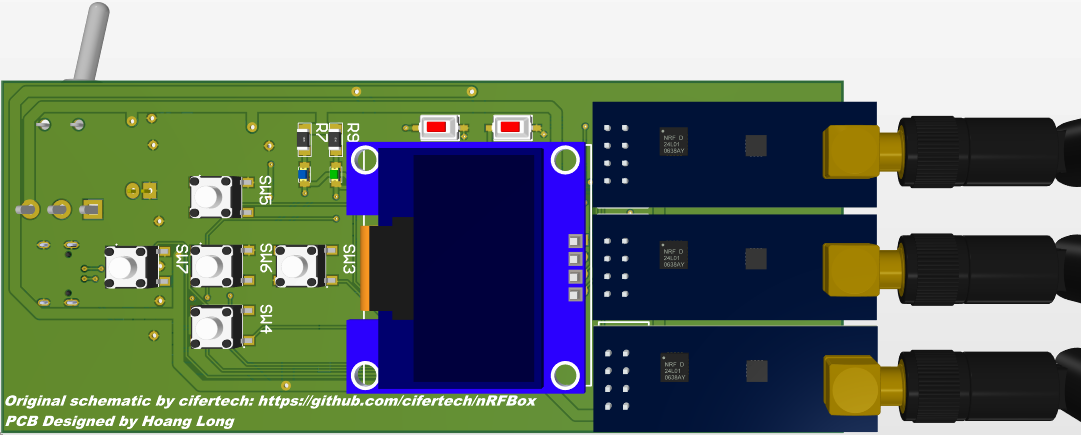 R7
R9
SW5
SW7
SW6
SW3
SW4
NRF D
24L01
0638AY
NRF D
24L01
0638AY
NRF D
24L01
0638AY
Original schematic by cifertech: https://github.com/cifertech/nRFBox
PCB Designed by Hoang Long